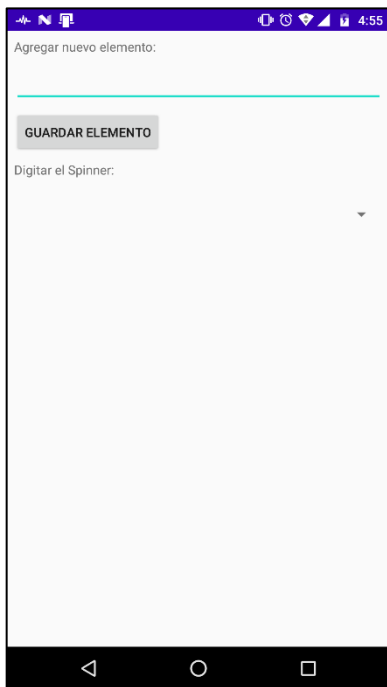 4:55
Agregar nuevo elemento:
GUARDAR ELEMENTO
Digitar el Spinner: